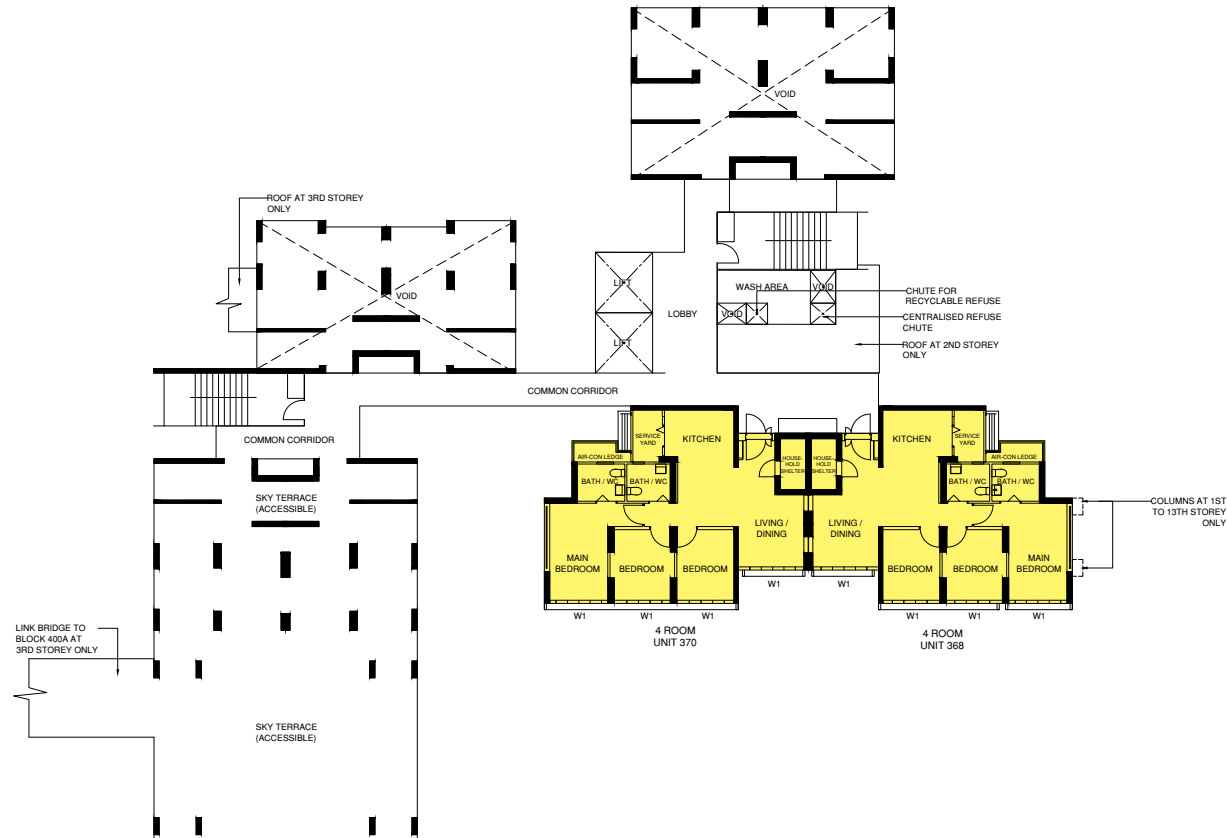 VOID
ROOF AT 3RD STOREY
ONLY
VOID
LIFT
LIFT
LOBBY
WASH AREA
VOID
VOID
CHUTE FOR
RECYCLABLE REFUSE
CENTRALISED REFUSE
CHUTE
ROOF AT 2ND STOREY
ONLY
COMMON CORRIDOR
COMMON CORRIDOR
SKY TERRACE
(ACCESSIBLE)
SERVICE
YARD
KITCHEN
AIR-CON LEDGE
BATH / WC
BATH / WC
HOUSE-
HOLD
SHELTER
HOUSE-
HOLD
SHELTER
LIVING /
DINING
LIVING /
DINING
MAIN
BEDROOM
BEDROOM
BEDROOM
W1
W1
W1
W1
4 ROOM
UNIT 370
KITCHEN
SERVICE
YARD
AIR-CON LEDGE
BATH / WC
BATH / WC
BEDROOM
BEDROOM
MAIN
BEDROOM
W1
W1
W1
W1
4 ROOM
UNIT 368
COLUMNS AT 1ST
TO 13TH STOREY
ONLY
LINK BRIDGE TO
BLOCK 400A AT
3RD STOREY ONLY
SKY TERRACE
(ACCESSIBLE)